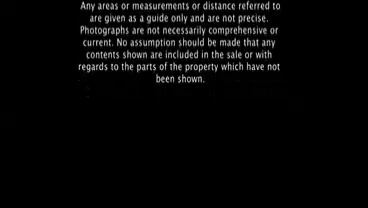 Any areas or measurements or distance referred to
are given as a guide only and are not precise.
Photographs are not necessarily comprehensive or
current. No assumption should be made that any
contents shown are included in the sale or with
regards to the parts of the property which have not
been shown.